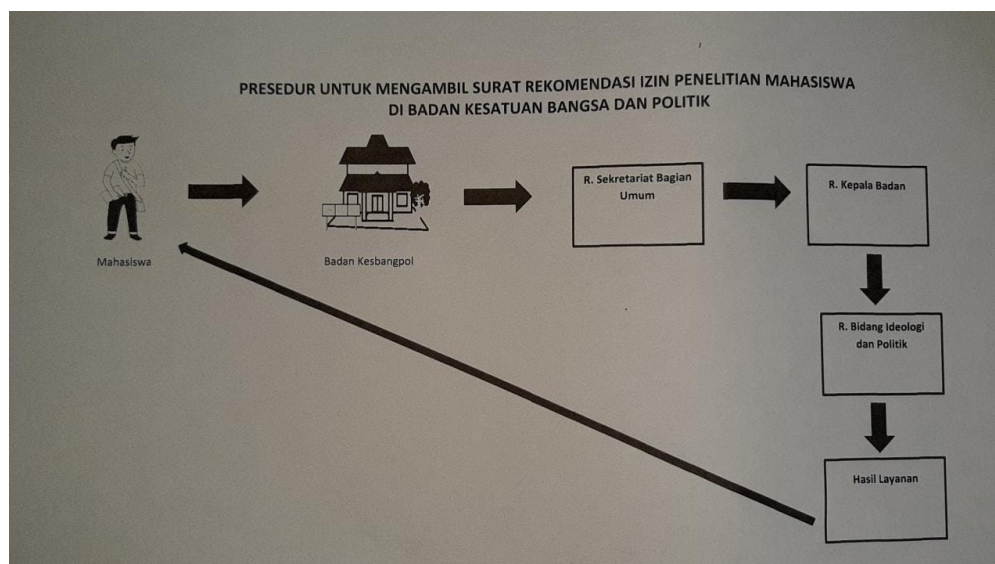 PRESEDUR UNTUK MENGAMBIL SURAT REKOMENDASI IZIN PENELITIAN MAHASISWA
DI BADAN KESATUAN BANGSA DAN POLITIK
Mahasiswa
Badan Kesbangpol
R. Sekretariat Bagian
Umum
R. Kepala Badan
R. Bidang Ideologi
dan Politik
Hasil Layanan